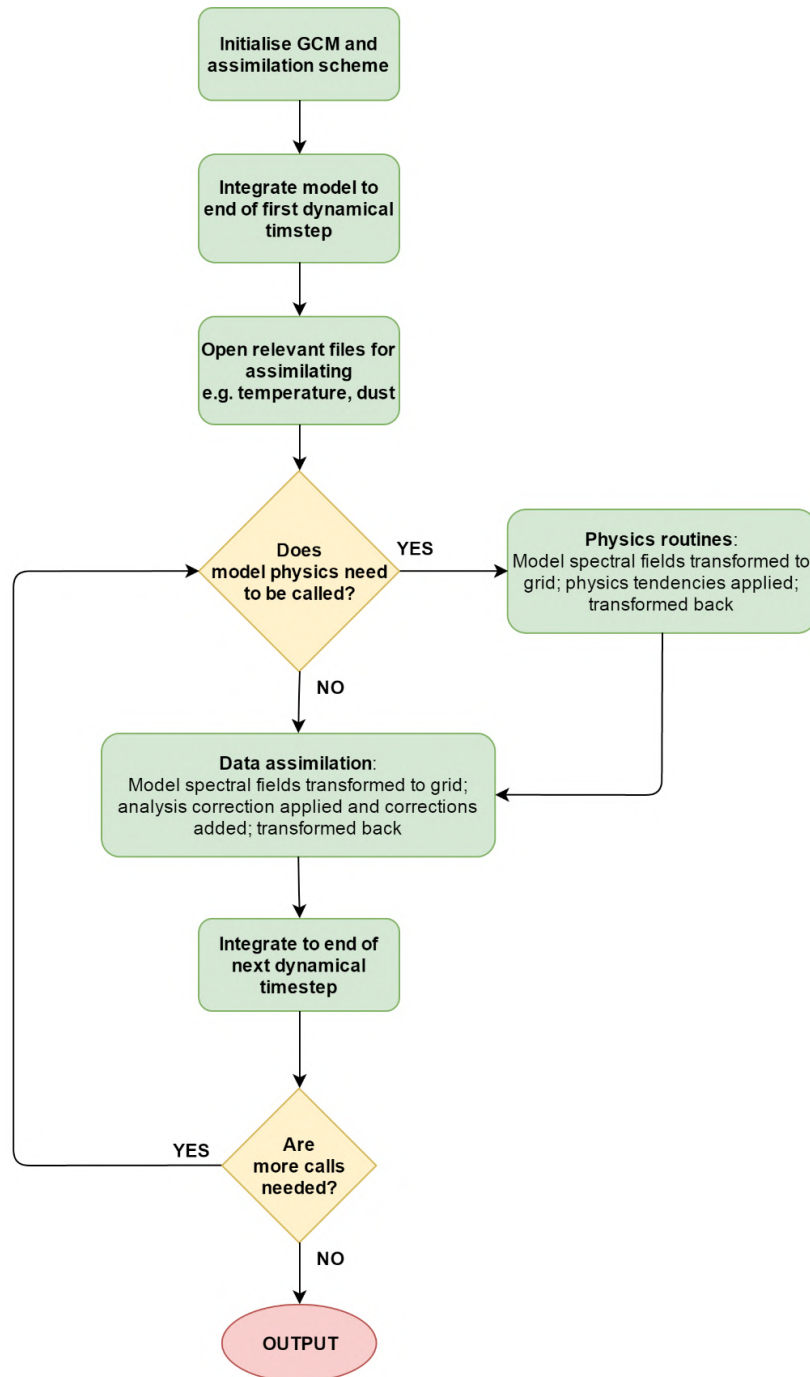 Initialise GCM and
assimilation scheme
Integrate model to
end of first dynamical
timstep
Open relevant files for
assimilating
e.g. temperature, dust
Does
model physics need
to be called?
YES
Physics routines:
Model spectral fields transformed to
grid; physics tendencies applied;
transformed back
NO
Data assimilation:
Model spectral fields transformed to grid;
analysis correction applied and corrections
added; transformed back
Integrate to end of
next dynamical
timestep
YES
Are
more calls
needed?
NO
OUTPUT